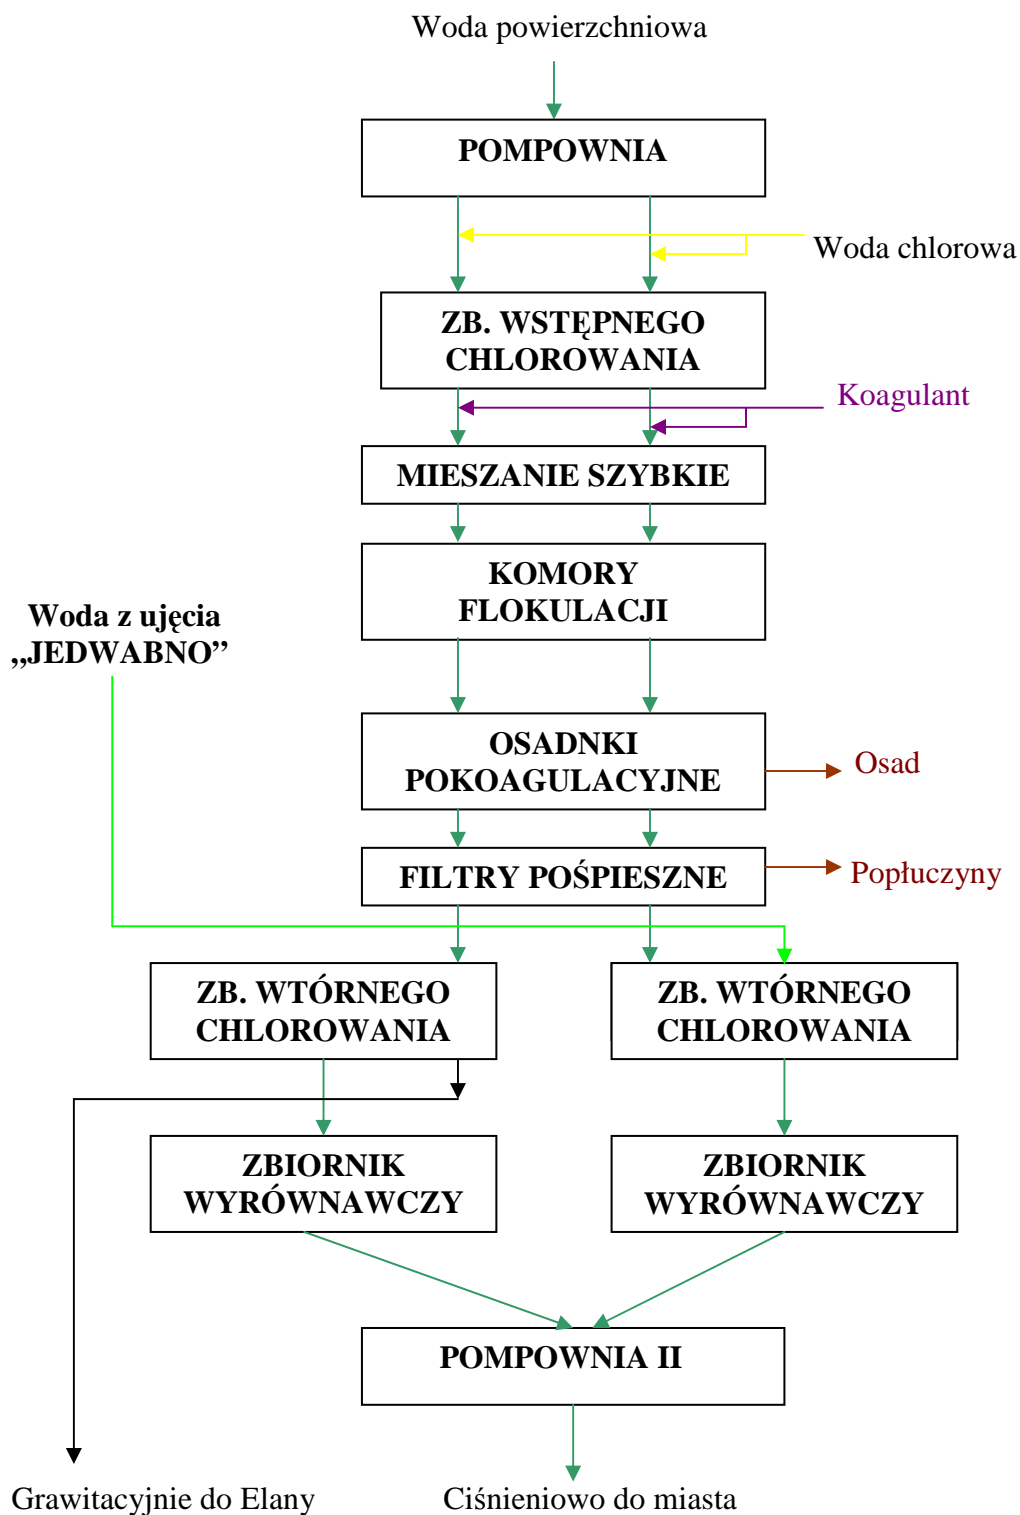 Woda powierzchniowa
POMPOWNIA
Woda chlorowa
ZB. WSTĘPNEGO
CHLOROWANIA
Koagulant
MIESZANIE SZYBKIE
KOMORY
FLOKULACJI
Woda z ujęcia
„JEDWABNO”
OSADNKI
POKOAGULACYJNE
Osad
FILTRY POŚPIESZNE
Popłuczyny
ZB. WTÓRNEGO
CHLOROWANIA
ZB. WTÓRNEGO
CHLOROWANIA
ZBIORNIK
WYRÓWNAWCZY
ZBIORNIK
WYRÓWNAWCZY
POMPOWNIA II
Grawitacyjnie do Elany
Ciśnieniowo do miasta